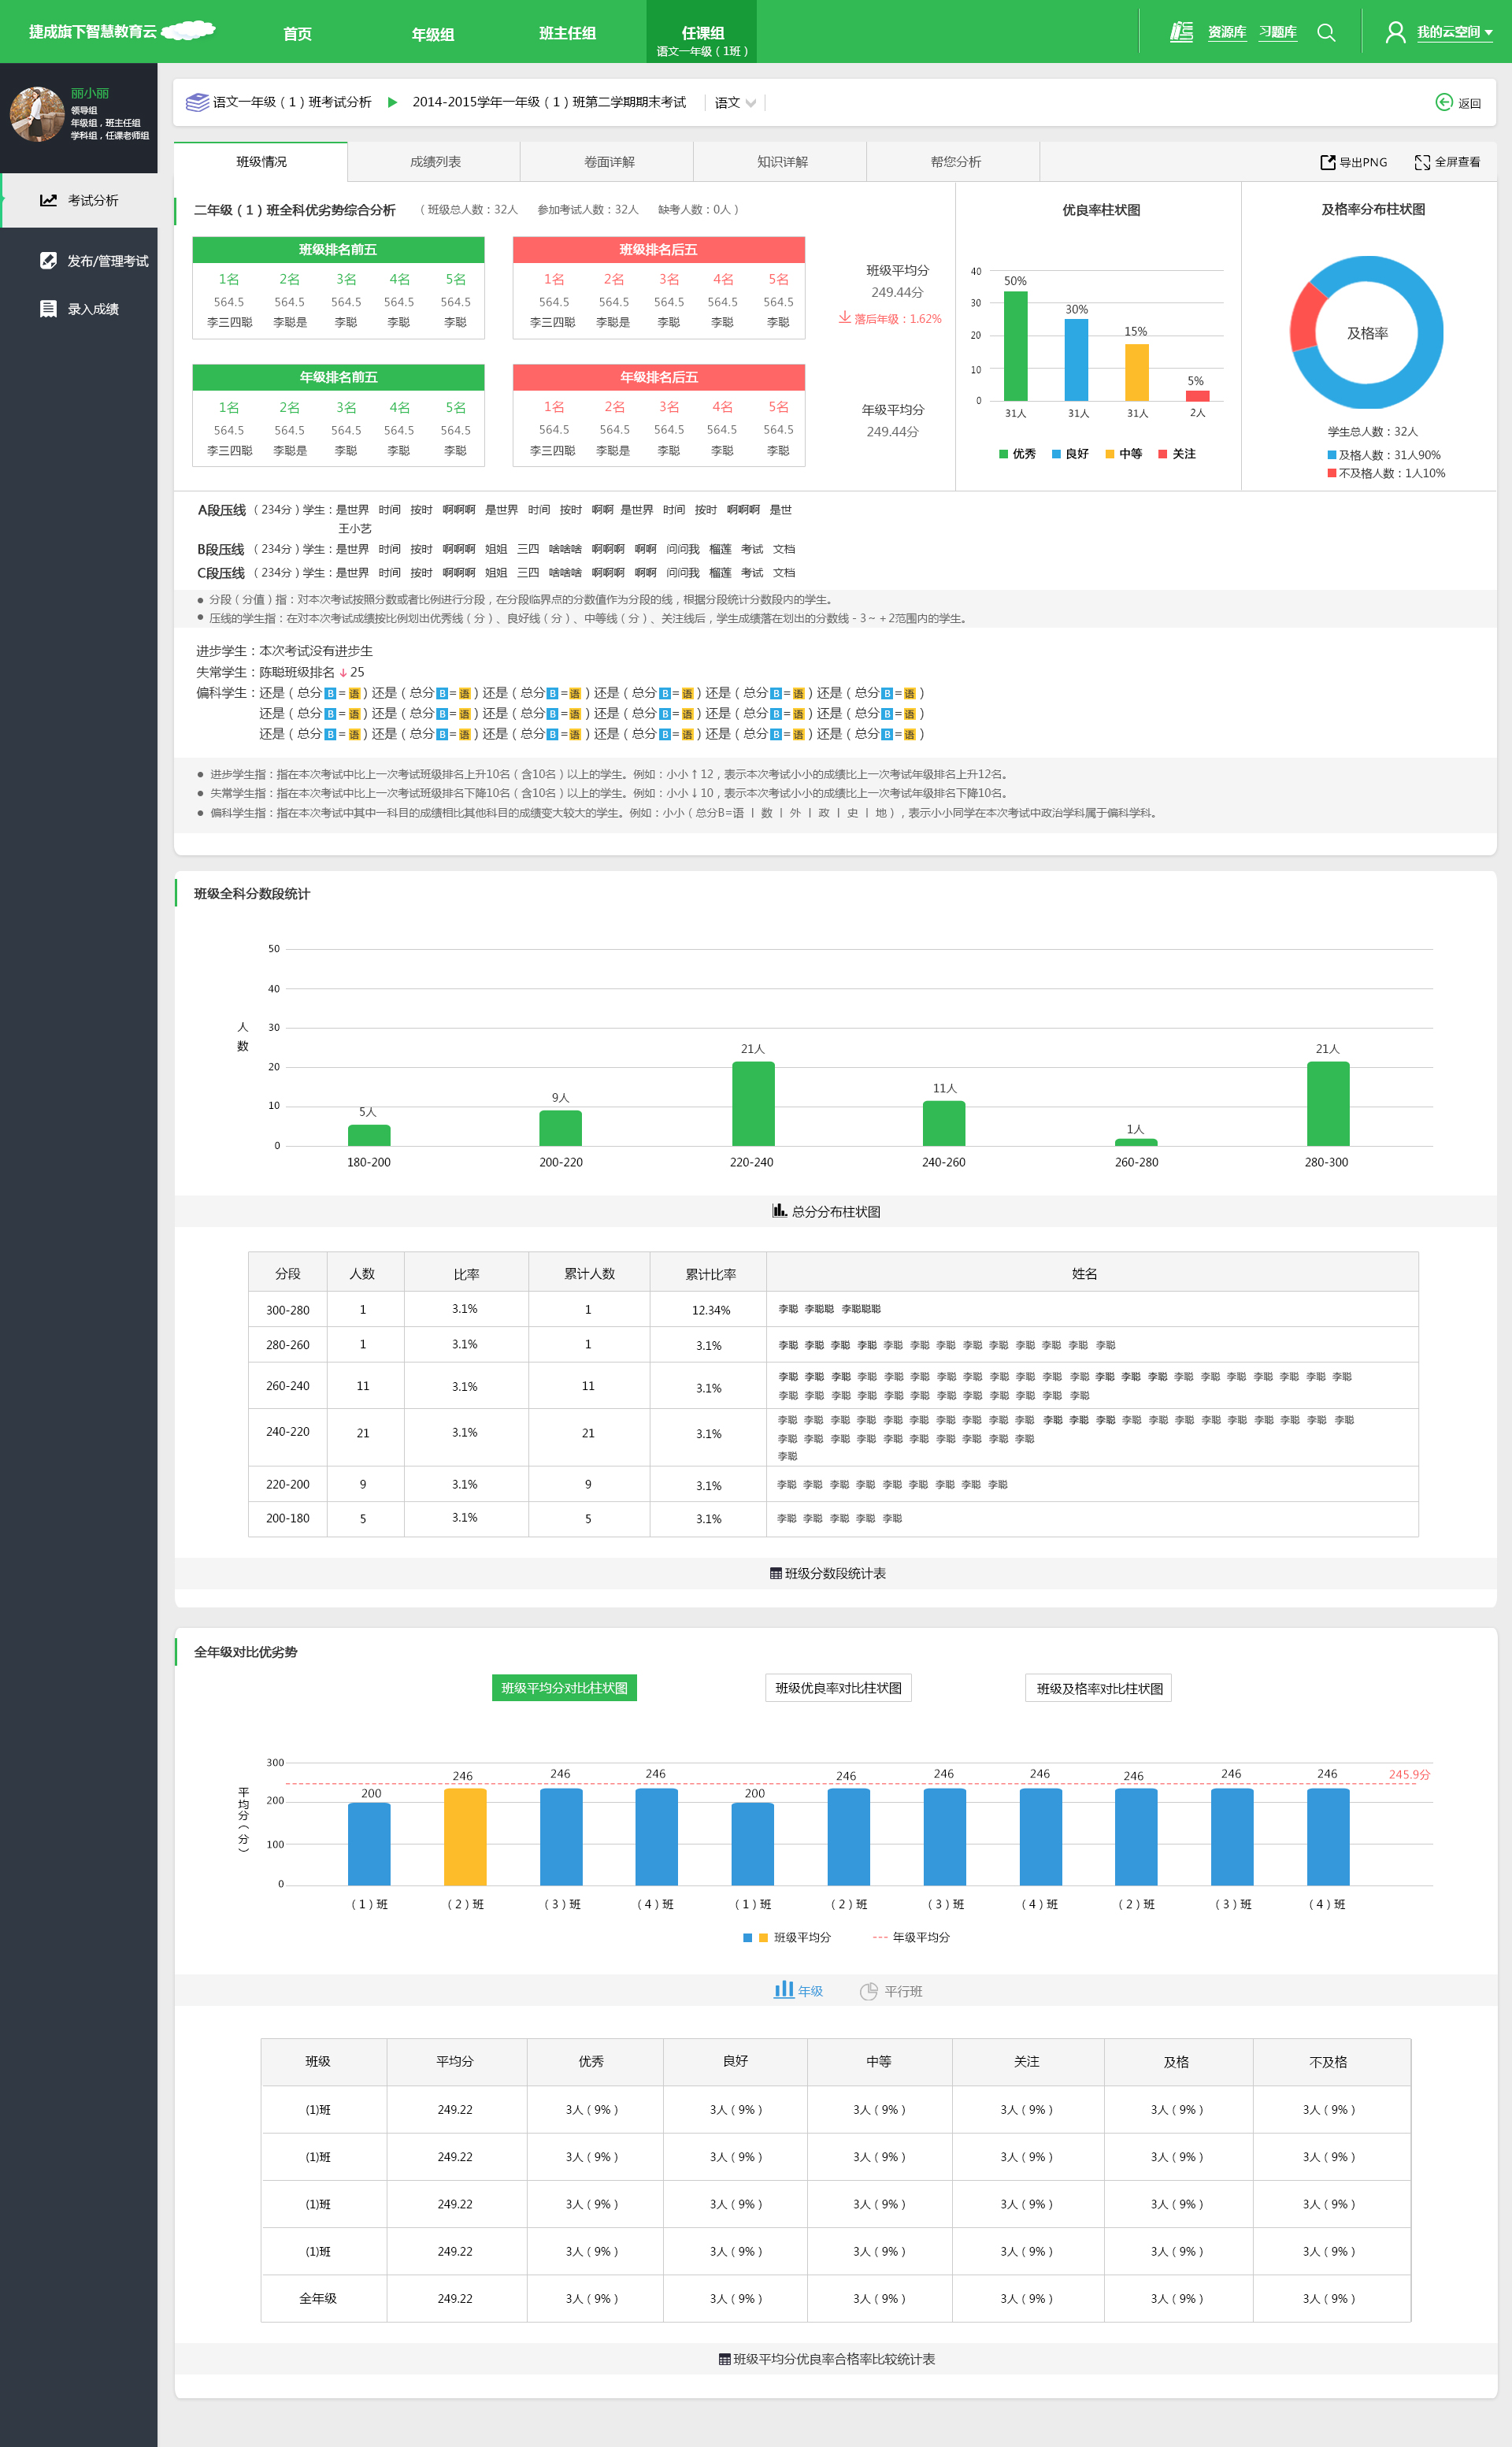 捷成旗下智慧教育云
首页
年级组
班主任组
任课组
语文一年级（1班）
资源库 习题库
我的云空间
丽小丽
领导组
年级组，班主任组
学科组，任课老师组
考试分析
发布/管理考试
录入成绩
语文一年级（1）班考试分析 2014-2015学年一年级（1）班第二学期期末考试 语文
返回
班级情况 成绩列表 卷面详解 知识详解 帮您分析
导出PNG 全屏查看
二年级（1）班全科优劣势综合分析 （班级总人数：32人 参加考试人数：32人 缺考人数：0人）
班级排名前五
1名 2名 3名 4名 5名
564.5 564.5 564.5 564.5 564.5
李三四聪 李聪是 李聪 李聪 李聪
班级排名后五
1名 2名 3名 4名 5名
564.5 564.5 564.5 564.5 564.5
李三四聪 李聪是 李聪 李聪 李聪
班级平均分
249.44分
落后年级：1.62%
年级排名前五
1名 2名 3名 4名 5名
564.5 564.5 564.5 564.5 564.5
李三四聪 李聪是 李聪 李聪 李聪
年级排名后五
1名 2名 3名 4名 5名
564.5 564.5 564.5 564.5 564.5
李三四聪 李聪是 李聪 李聪 李聪
年级平均分
249.44分
优良率柱状图
40
30
20
10
0
50%
30%
15%
5%
31人 31人 31人 2人
优秀 良好 中等 关注
及格率分布柱状图
及格率
学生总人数：32人
及格人数：31人90%
不及格人数：1人10%
A段压线 （234分）学生：是世界 时间 按时 啊啊啊 是世界 时间 按时 啊啊 是世界 时间 按时 啊啊啊 是世
王小艺
B段压线 （234分）学生：是世界 时间 按时 啊啊啊 姐姐 三四 啥啥啥 啊啊啊 啊啊 问问我 榴莲 考试 文档
C段压线 （234分）学生：是世界 时间 按时 啊啊啊 姐姐 三四 啥啥啥 啊啊啊 啊啊 问问我 榴莲 考试 文档
● 分段（分值）指：对本次考试按照分数或者比例进行分段，在分段临界点的分数值作为分段的线，根据分段统计分数段内的学生。
● 压线的学生指：在对本次考试成绩按比例划出优秀线（分）、良好线（分）、中等线（分）、关注线后，学生成绩落在划出的分数线－3～＋2范围内的学生。
进步学生：本次考试没有进步生
失常学生：陈聪班级排名↓25
偏科学生：还是（总分B=语）还是（总分B=语）还是（总分B=语）还是（总分B=语）还是（总分B=语）还是（总分B=语）
还是（总分B=语）还是（总分B=语）还是（总分B=语）还是（总分B=语）还是（总分B=语）还是（总分B=语）
还是（总分B=语）还是（总分B=语）还是（总分B=语）还是（总分B=语）还是（总分B=语）还是（总分B=语）
● 进步学生指：指在本次考试中比上一次考试班级排名上升10名（含10名）以上的学生。例如：小小↑12，表示本次考试小小的成绩比上一次考试年级排名上升12名。
● 失常学生指：指在本次考试中比上一次考试班级排名下降10名（含10名）以上的学生。例如：小小↓10，表示本次考试小小的成绩比上一次考试年级排名下降10名。
● 偏科学生指：指在本次考试中其中一科目的成绩相比其他科目的成绩变大较大的学生。例如：小小（总分B=语 | 数 | 外 | 政 | 史 | 地），表示小小同学在本次考试中政治学科属于偏科学科。
班级全科分数段统计
人数
50
40
30
20
10
0
5人 9人 21人 11人 1人 21人
180-200 200-220 220-240 240-260 260-280 280-300
总分分布柱状图
分段 人数 比率 累计人数 累计比率 姓名
300-280 1 3.1% 1 12.34% 李聪 李聪聪 李聪聪聪
280-260 1 3.1% 1 3.1% 李聪 李聪 李聪 李聪 李聪 李聪 李聪 李聪 李聪 李聪 李聪 李聪 李聪
260-240 11 3.1% 11 3.1% 李聪 李聪 李聪 李聪 李聪 李聪 李聪 李聪 李聪 李聪 李聪 李聪 李聪 李聪 李聪 李聪 李聪 李聪 李聪 李聪 李聪 李聪
李聪 李聪 李聪 李聪 李聪 李聪 李聪 李聪 李聪 李聪 李聪 李聪
240-220 21 3.1% 21 3.1% 李聪 李聪 李聪 李聪 李聪 李聪 李聪 李聪 李聪 李聪 李聪 李聪 李聪 李聪 李聪 李聪 李聪 李聪 李聪 李聪 李聪 李聪
李聪 李聪 李聪 李聪 李聪 李聪 李聪 李聪 李聪 李聪
李聪
220-200 9 3.1% 9 3.1% 李聪 李聪 李聪 李聪 李聪 李聪 李聪 李聪 李聪
200-180 5 3.1% 5 3.1% 李聪 李聪 李聪 李聪 李聪
班级分数段统计表
全年级对比优劣势
班级平均分对比柱状图 班级优良率对比柱状图 班级及格率对比柱状图
平均分（分）
300
200
100
0
200 246 246 246 200 246 246 246 246 246 246 245.9分
（1）班 （2）班 （3）班 （4）班 （1）班 （2）班 （3）班 （4）班 （2）班 （3）班 （4）班
班级平均分 年级平均分
年级 平行班
班级 平均分 优秀 良好 中等 关注 及格 不及格
(1)班 249.22 3人（9%） 3人（9%） 3人（9%） 3人（9%） 3人（9%） 3人（9%）
(1)班 249.22 3人（9%） 3人（9%） 3人（9%） 3人（9%） 3人（9%） 3人（9%）
(1)班 249.22 3人（9%） 3人（9%） 3人（9%） 3人（9%） 3人（9%） 3人（9%）
(1)班 249.22 3人（9%） 3人（9%） 3人（9%） 3人（9%） 3人（9%） 3人（9%）
全年级 249.22 3人（9%） 3人（9%） 3人（9%） 3人（9%） 3人（9%） 3人（9%）
班级平均分优良率合格率比较统计表